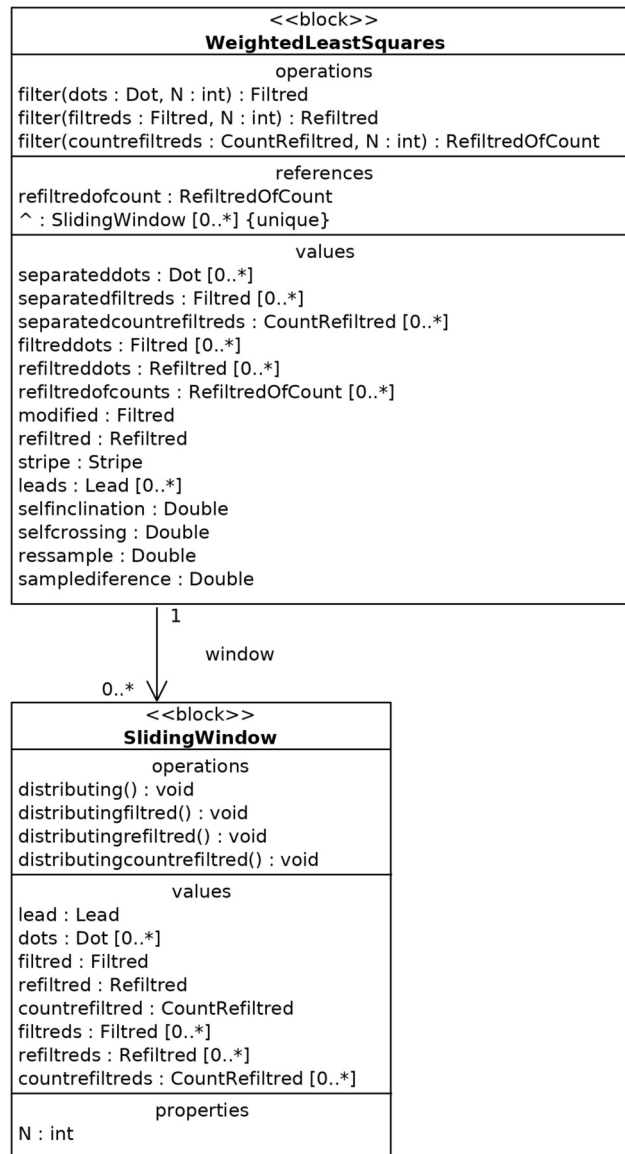 <<block>>
WeightedLeastSquares
operations
filter(dots : Dot, N : int) : Filtred
filter(filtreds : Filtred, N : int) : Refiltred
filter(countrefiltreds : CountRefiltred, N : int) : RefiltredOfCount
references
refiltredofcount : RefiltredOfCount
^ : SlidingWindow [0..*] {unique}
values
separateddots : Dot [0..*]
separatedfiltreds : Filtred [0..*]
separatedcountrefiltreds : CountRefiltred [0..*]
filtreddots : Filtred [0..*]
refiltreddots : Refiltred [0..*]
refiltredofcounts : RefiltredOfCount [0..*]
modified : Filtred
refiltred : Refiltred
stripe : Stripe
leads : Lead [0..*]
selfinclination : Double
selfcrossing : Double
ressample : Double
samplediference : Double
1
window
0..*
<<block>>
SlidingWindow
operations
distributing() : void
distributingfiltred() : void
distributingrefiltred() : void
distributingcountrefiltred() : void
values
lead : Lead
dots : Dot [0..*]
filtred : Filtred
refiltred : Refiltred
countrefiltred : CountRefiltred
filtreds : Filtred [0..*]
refiltreds : Refiltred [0..*]
countrefiltreds : CountRefiltred [0..*]
properties
N : int